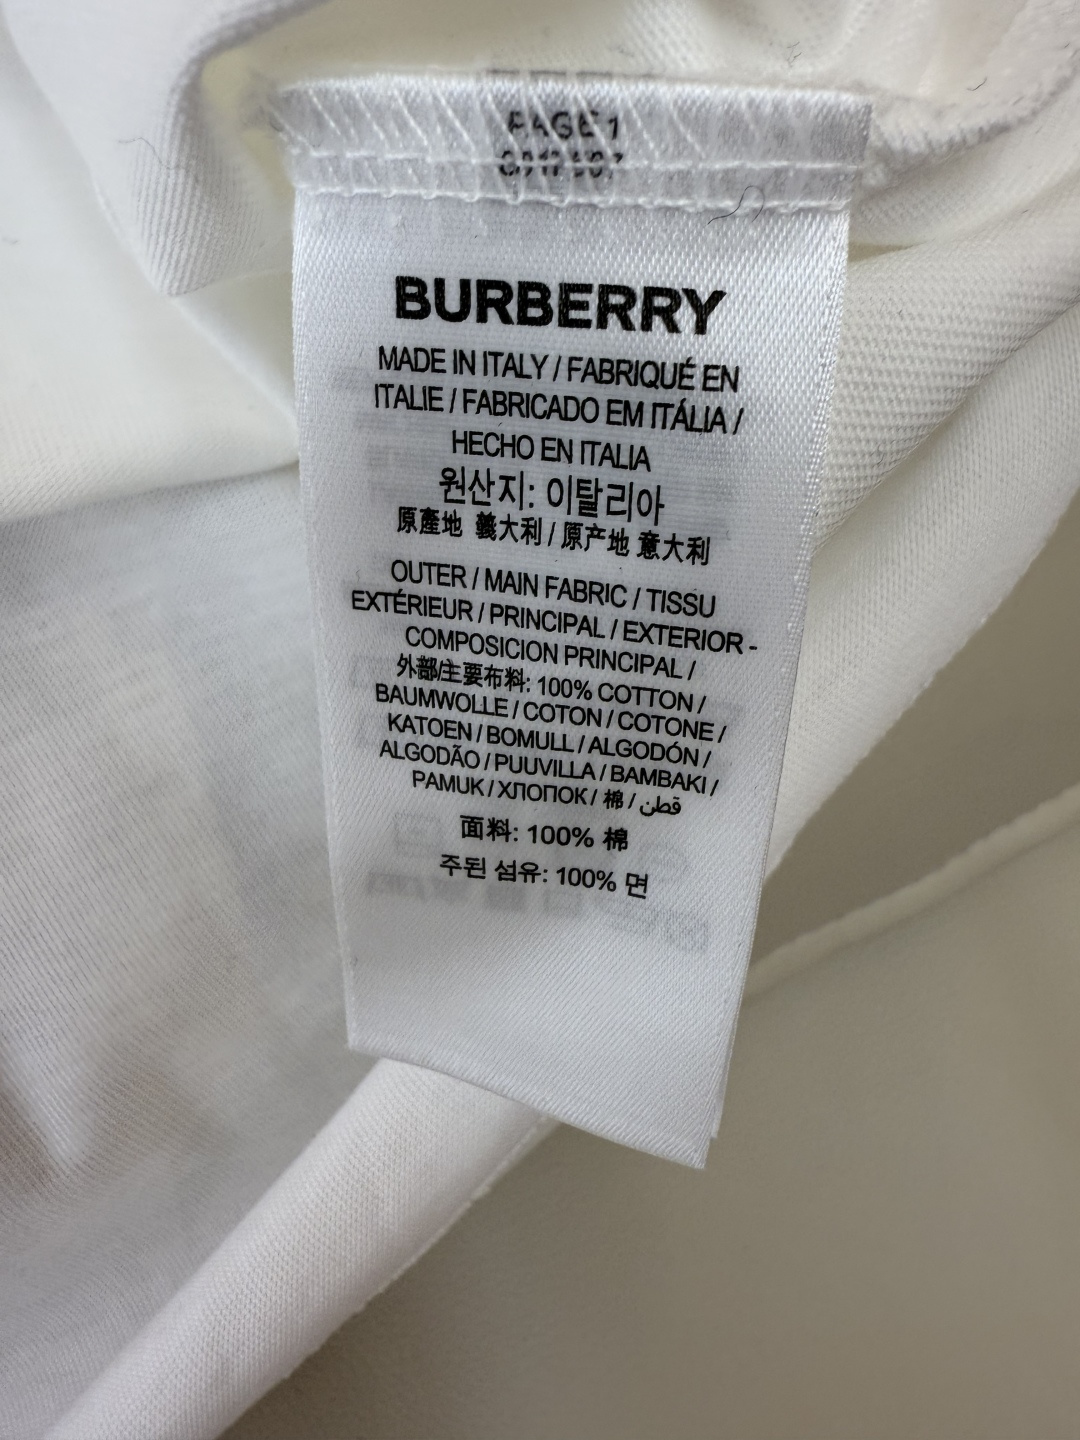 PAGE 1
BURBERRY
MADE IN ITALY / FABRIQUÉ EN
ITALIE / FABRICADO EM ITÁLIA /
HECHO EN ITALIA
원산지: 이탈리아
原產地 義大利 / 原产地 意大利
OUTER / MAIN FABRIC / TISSU
EXTÉRIEUR / PRINCIPAL / EXTERIOR -
COMPOSICION PRINCIPAL /
外部/主要布料: 100% COTTON /
BAUMWOLLE / COTON / COTONE /
KATOEN / BOMULL / ALGODÓN /
ALGODÃO / PUUVILLA / BAMBAKI /
PAMUK / ХЛОПОК / 棉 / قطن
面料: 100% 棉
주된 섬유: 100% 면